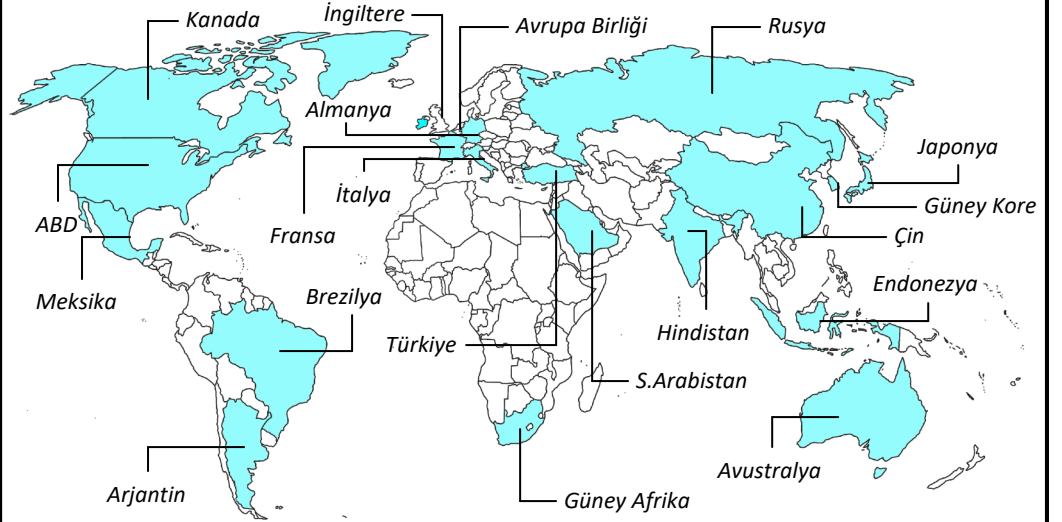 Kanada
İngiltere
Avrupa Birliği
Rusya
Almanya
Japonya
İtalya
Güney Kore
ABD
Fransa
Çin
Meksika
Brezilya
Endonezya
Hindistan
Türkiye
S.Arabistan
Avustralya
Arjantin
Güney Afrika